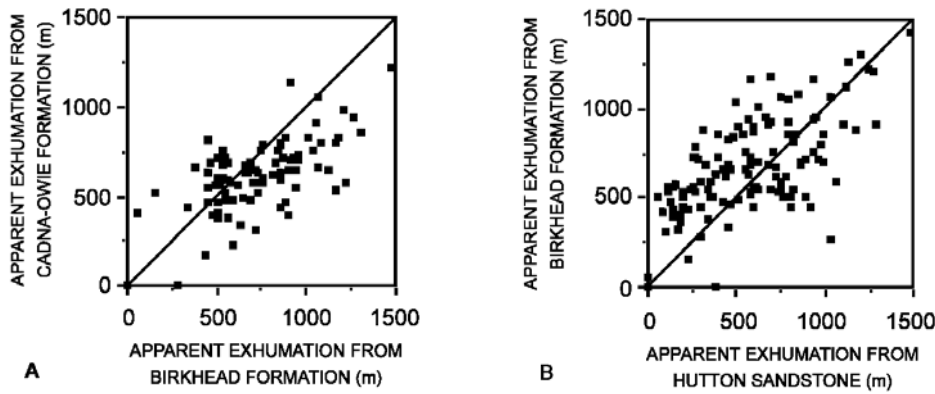 APPARENT EXHUMATION FROM
CADNA-OWIE FORMATION (m)
1500
1000
500
0
0 500 1000 1500
APPARENT EXHUMATION FROM
BIRKHEAD FORMATION (m)
A
APPARENT EXHUMATION FROM
BIRKHEAD FORMATION (m)
1500
1000
500
0
0 500 1000 1500
APPARENT EXHUMATION FROM
HUTTON SANDSTONE (m)
B